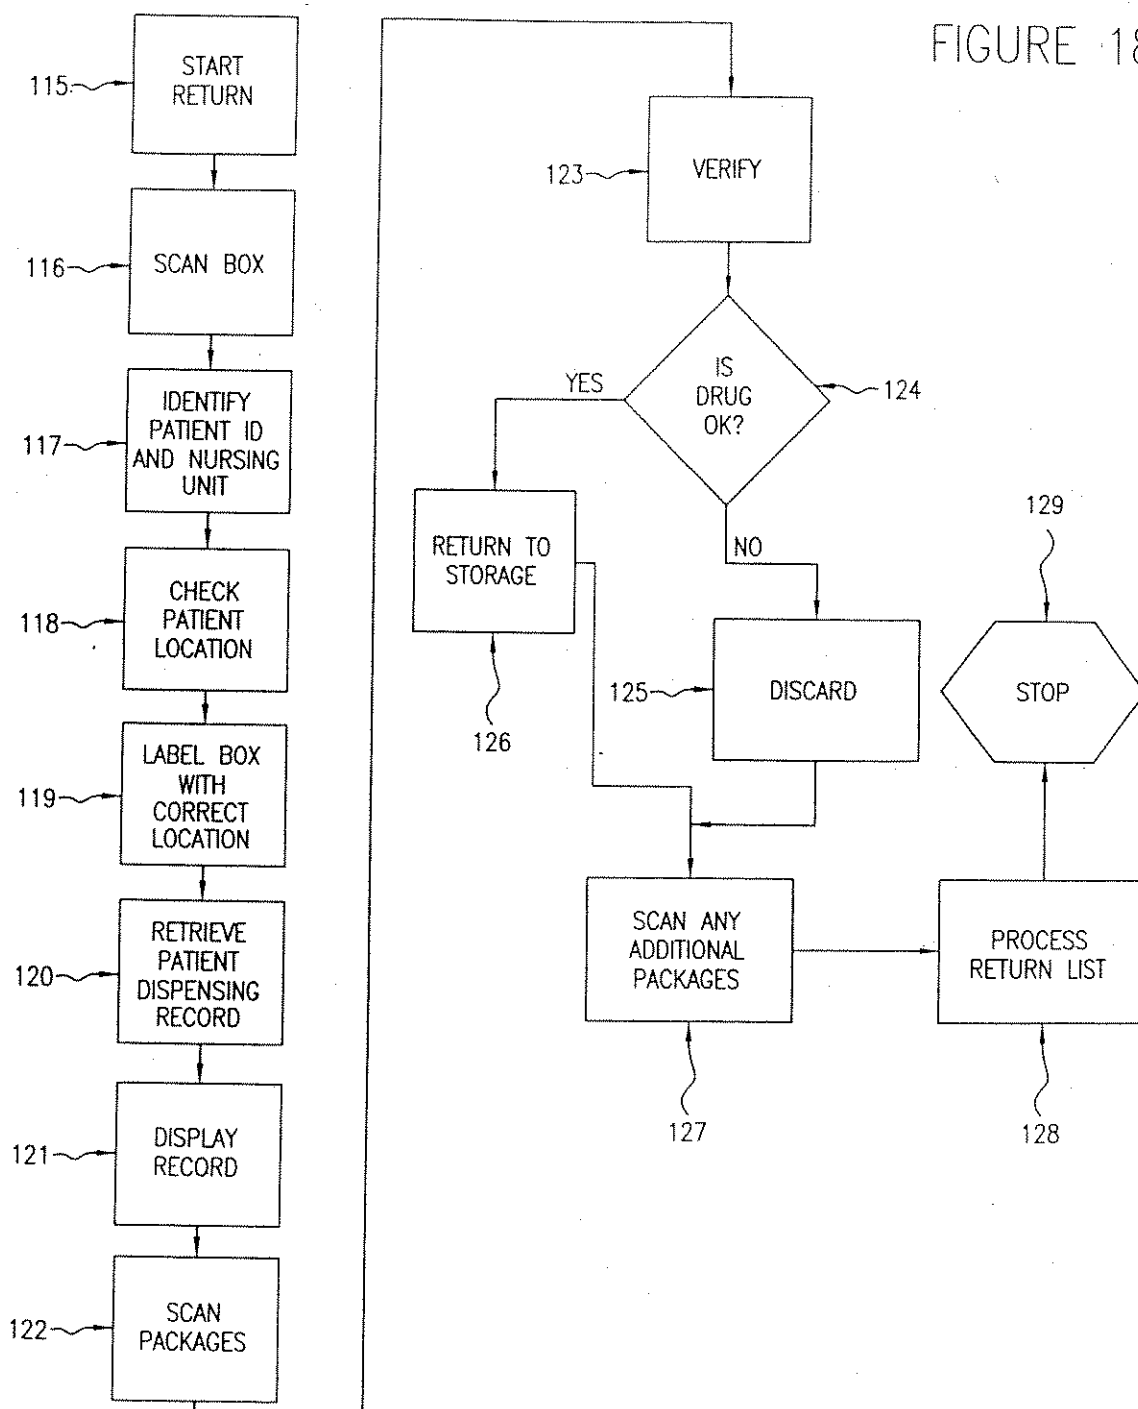 FIGURE 18
115
START
RETURN
116
SCAN BOX
117
IDENTIFY
PATIENT ID
AND NURSING
UNIT
118
CHECK
PATIENT
LOCATION
119
LABEL BOX
WITH
CORRECT
LOCATION
120
RETRIEVE
PATIENT
DISPENSING
RECORD
121
DISPLAY
RECORD
122
SCAN
PACKAGES
123
VERIFY
124
IS
DRUG
OK?
YES
NO
RETURN TO
STORAGE
126
125
DISCARD
SCAN ANY
ADDITIONAL
PACKAGES
127
PROCESS
RETURN LIST
128
129
STOP